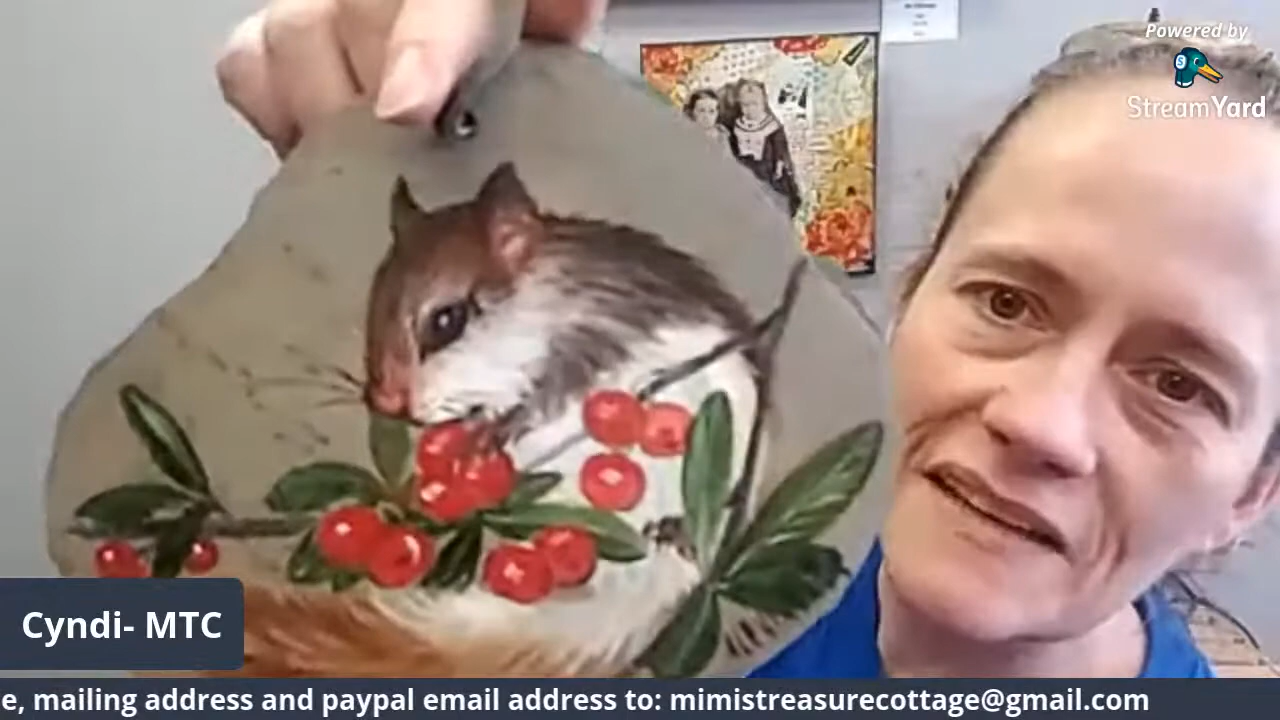 Powered by
StreamYard
Cyndi- MTC
e, mailing address and paypal email address to: mimistreasurecottage@gmail.com